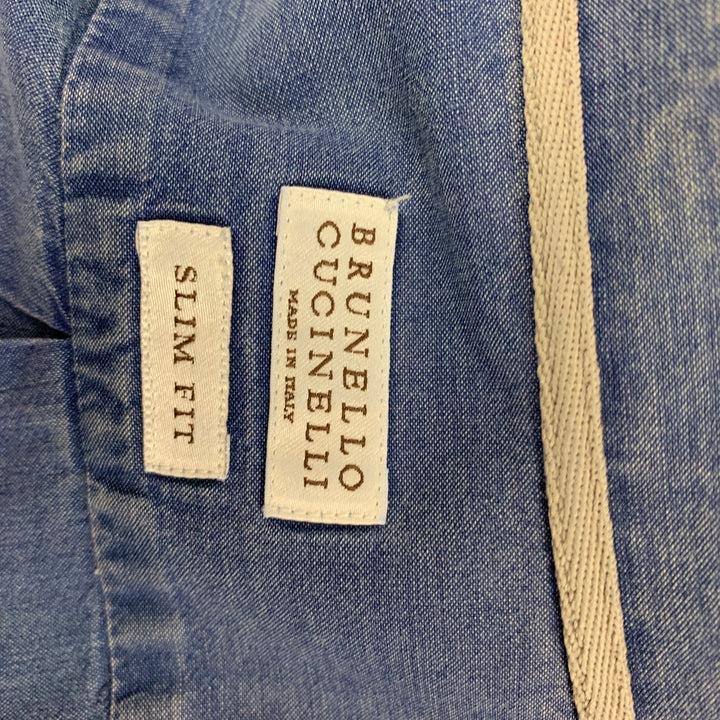 BRUNELLO
CUCINELLI
MADE IN ITALY
SLIM FIT